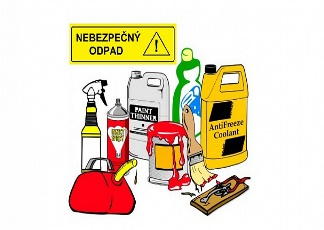 NEBEZPEČNÝ
ODPAD
PAINT
THINNER
AntiFreeze
Coolant